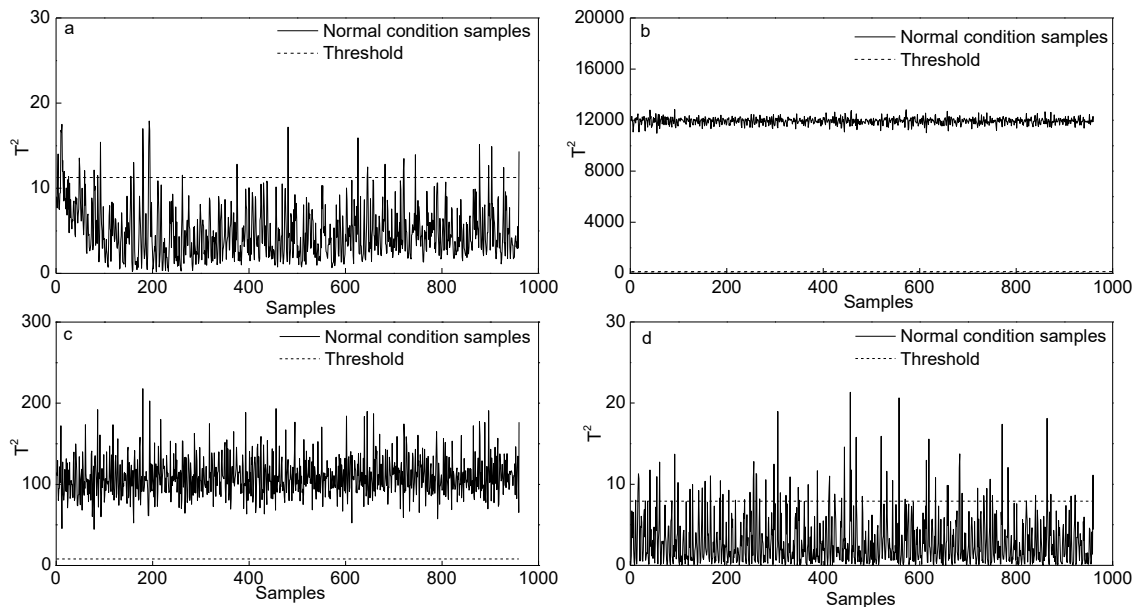 a
30
20
10
0
T²
0 200 400 600 800 1000
Samples
Normal condition samples
Threshold
b
20000
16000
12000
8000
4000
0
T²
0 200 400 600 800 1000
Samples
Normal condition samples
Threshold
c
300
200
100
0
T²
0 200 400 600 800 1000
Samples
Normal condition samples
Threshold
d
30
20
10
0
T²
0 200 400 600 800 1000
Samples
Normal condition samples
Threshold